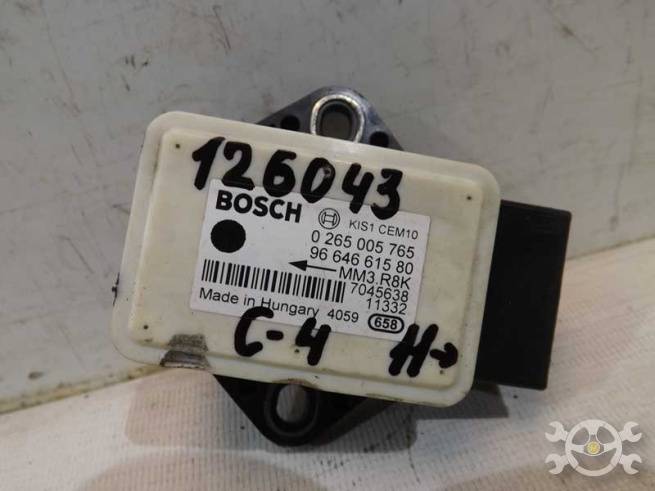 126043
BOSCH KIS1 CEM10
0 265 005 765
96 646 615 80
MM3.R8K
7045638
11332
Made in Hungary 4059 658
C-4 H→